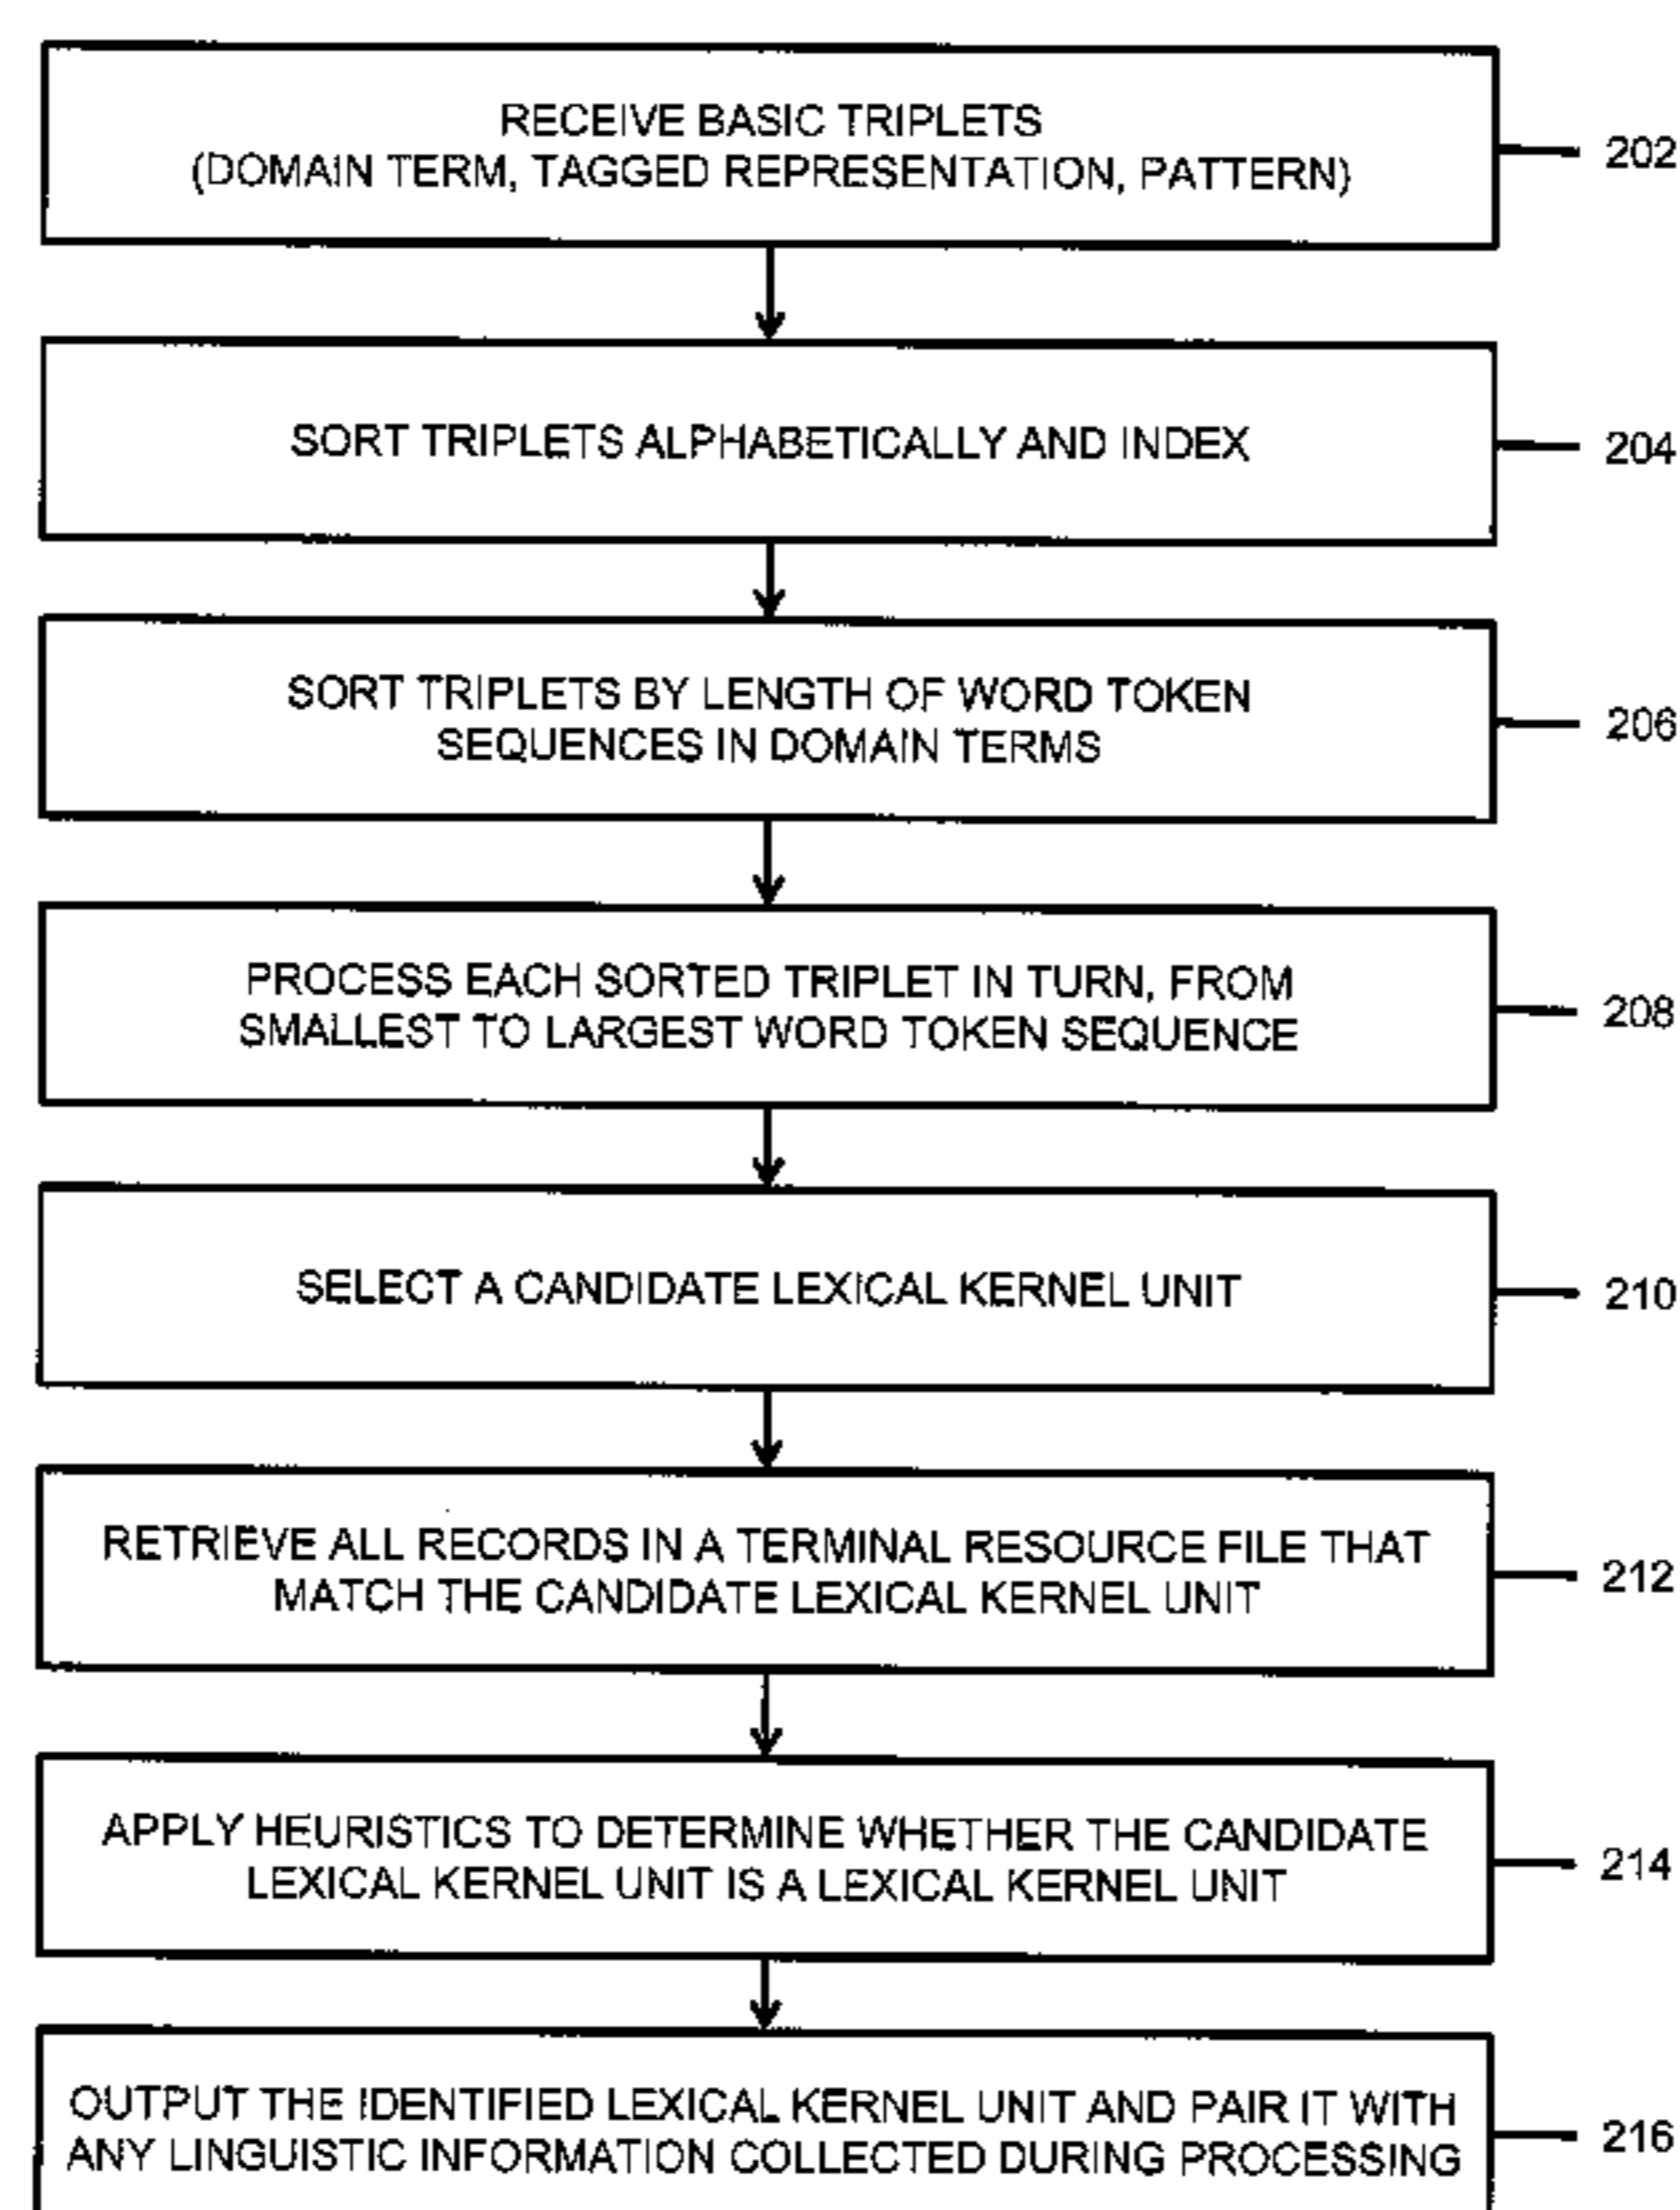 RECEIVE BASIC TRIPLETS
(DOMAIN TERM, TAGGED REPRESENTATION, PATTERN)
202
SORT TRIPLETS ALPHABETICALLY AND INDEX
204
SORT TRIPLETS BY LENGTH OF WORD TOKEN
SEQUENCES IN DOMAIN TERMS
206
PROCESS EACH SORTED TRIPLET IN TURN, FROM
SMALLEST TO LARGEST WORD TOKEN SEQUENCE
208
SELECT A CANDIDATE LEXICAL KERNEL UNIT
210
RETRIEVE ALL RECORDS IN A TERMINAL RESOURCE FILE THAT
MATCH THE CANDIDATE LEXICAL KERNEL UNIT
212
APPLY HEURISTICS TO DETERMINE WHETHER THE CANDIDATE
LEXICAL KERNEL UNIT IS A LEXICAL KERNEL UNIT
214
OUTPUT THE IDENTIFIED LEXICAL KERNEL UNIT AND PAIR IT WITH
ANY LINGUISTIC INFORMATION COLLECTED DURING PROCESSING
216